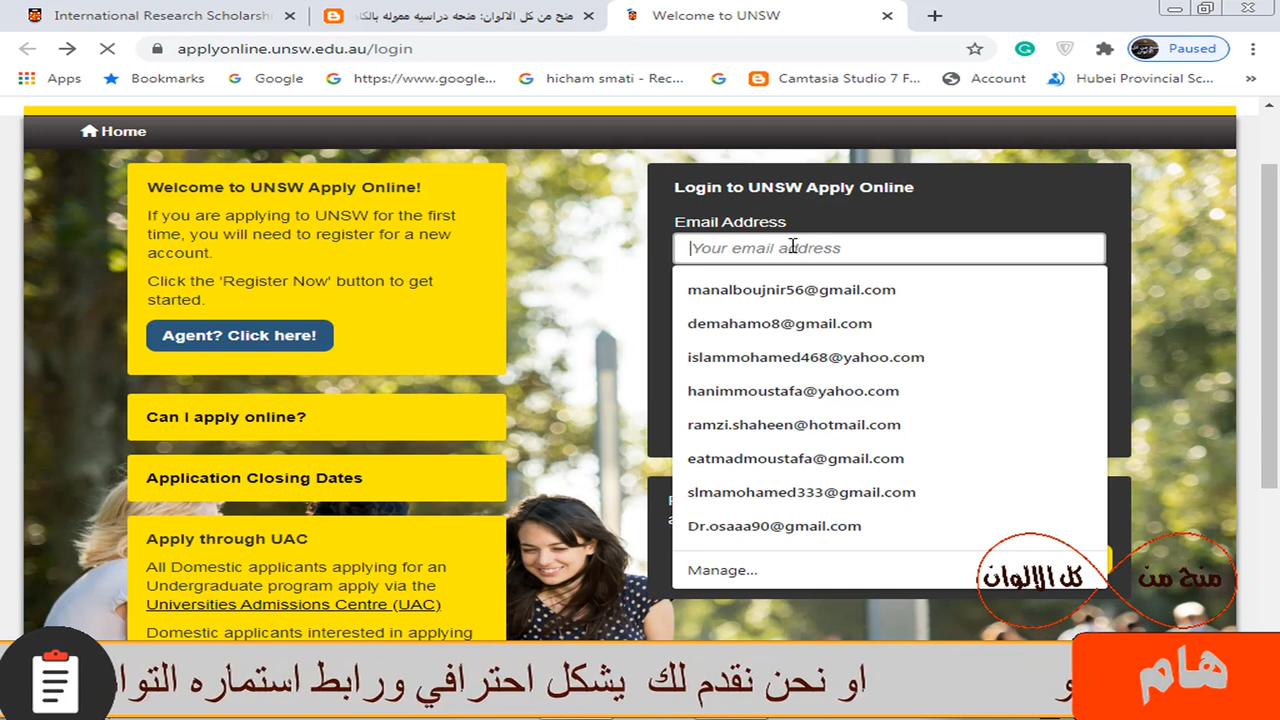 International Research Scholarsh
منح من كل الالوان: منحه دراسيه مموله بالكا
Welcome to UNSW
applyonline.unsw.edu.au/login
Paused
Apps
Bookmarks
Google
https://www.google...
hicham smati - Rec...
Camtasia Studio 7 F...
Account
Hubei Provincial Sc...
Home
Welcome to UNSW Apply Online!
If you are applying to UNSW for the first
time, you will need to register for a new
account.
Click the 'Register Now' button to get
started.
Agent? Click here!
Can I apply online?
Application Closing Dates
Apply through UAC
All Domestic applicants applying for an
Undergraduate program apply via the
Universities Admissions Centre (UAC)
Domestic applicants interested in applying
Login to UNSW Apply Online
Email Address
Your email address
manalboujnir56@gmail.com
demahamo8@gmail.com
islammohamed468@yahoo.com
hanimmoustafa@yahoo.com
ramzi.shaheen@hotmail.com
eatmadmoustafa@gmail.com
slmamohamed333@gmail.com
Dr.osaaa90@gmail.com
Manage...
منح من كل الالوان
هام
و او نحن نقدم لك يشكل احترافي ورابط استماره التوا